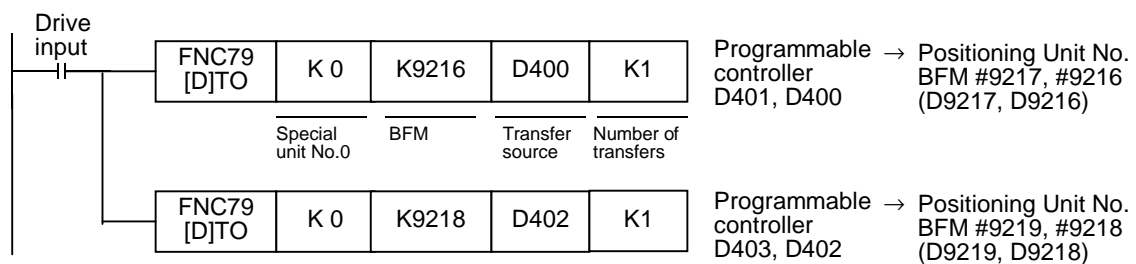 Drive
input
FNC79
[D]TO
K 0
K9216
D400
K1
Programmable → Positioning Unit No.
controller BFM #9217, #9216
D401, D400 (D9217, D9216)
Special
unit No.0
BFM
Transfer
source
Number of
transfers
FNC79
[D]TO
K 0
K9218
D402
K1
Programmable → Positioning Unit No.
controller BFM #9219, #9218
D403, D402 (D9219, D9218)